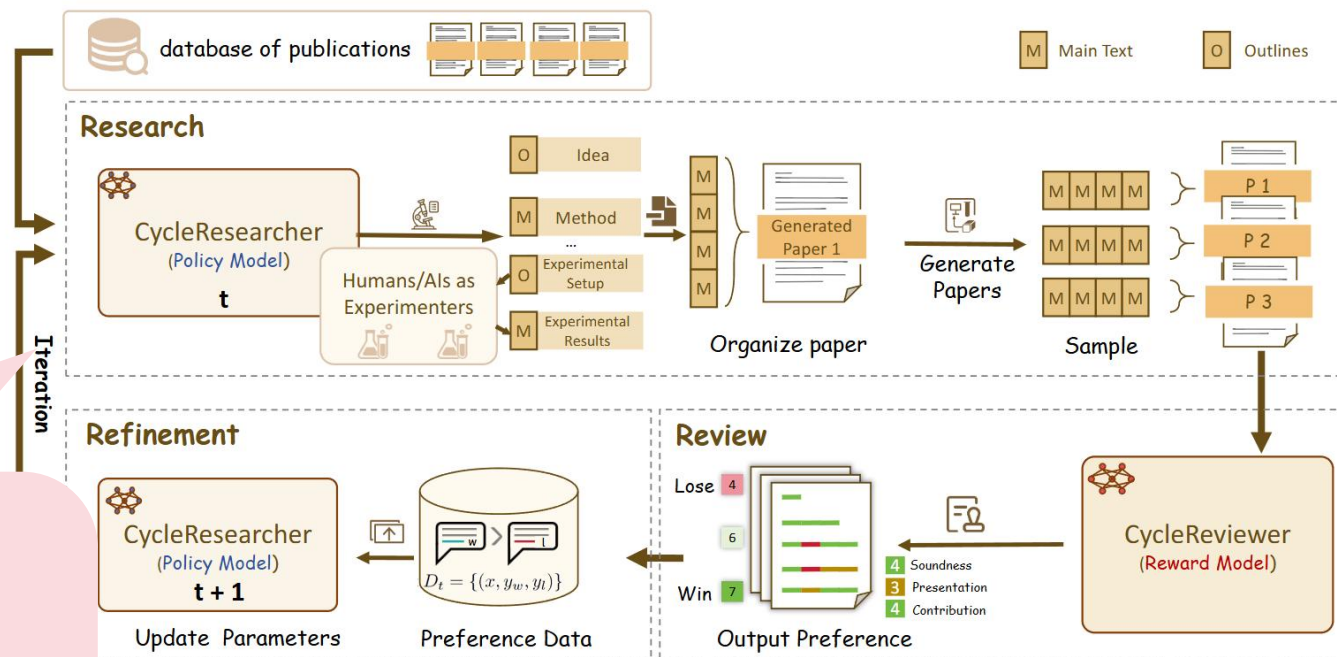 database of publications
M Main Text
O Outlines
Research
CycleResearcher
(Policy Model)
t
Humans/AIs as
Experimenters
O Idea
M Method
...
O Experimental
Setup
M Experimental
Results
M
M
M
M
Generated
Paper 1
Organize paper
Generate
Papers
M M M M
M M M M
M M M M
Sample
P 1
P 2
P 3
Iteration
Refinement
CycleResearcher
(Policy Model)
t + 1
Update Parameters
w > l
D_t = {(x, y_w, y_l)}
Preference Data
Review
Lose 4
6
Win 7
4 Soundness
3 Presentation
4 Contribution
Output Preference
CycleReviewer
(Reward Model)